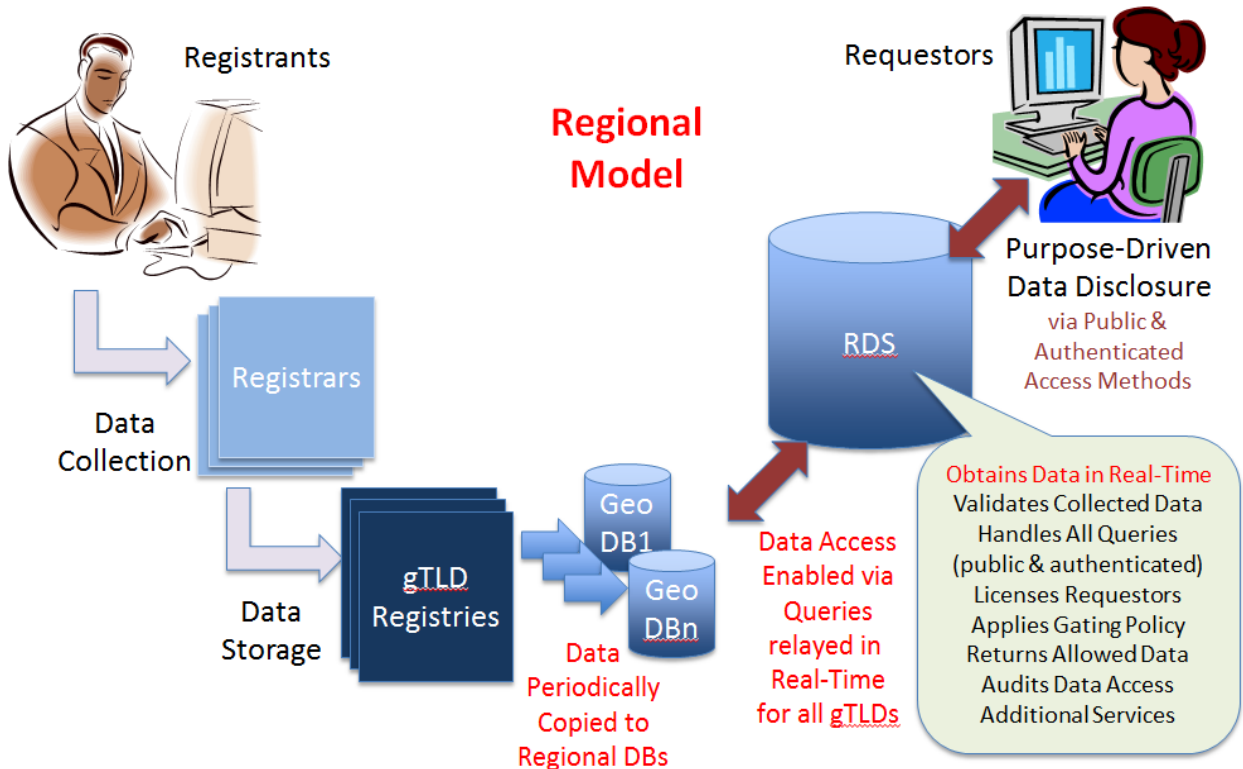 Registrants
Requestors
Regional
Model
Registrars
Data
Collection
gTLD
Registries
Data
Storage
Geo
DB1
Geo
DBn
Data
Periodically
Copied to
Regional DBs
Data Access
Enabled via
Queries
relayed in
Real-Time
for all gTLDs
RDS
Purpose-Driven
Data Disclosure
via Public &
Authenticated
Access Methods
Obtains Data in Real-Time
Validates Collected Data
Handles All Queries
(public & authenticated)
Licenses Requestors
Applies Gating Policy
Returns Allowed Data
Audits Data Access
Additional Services